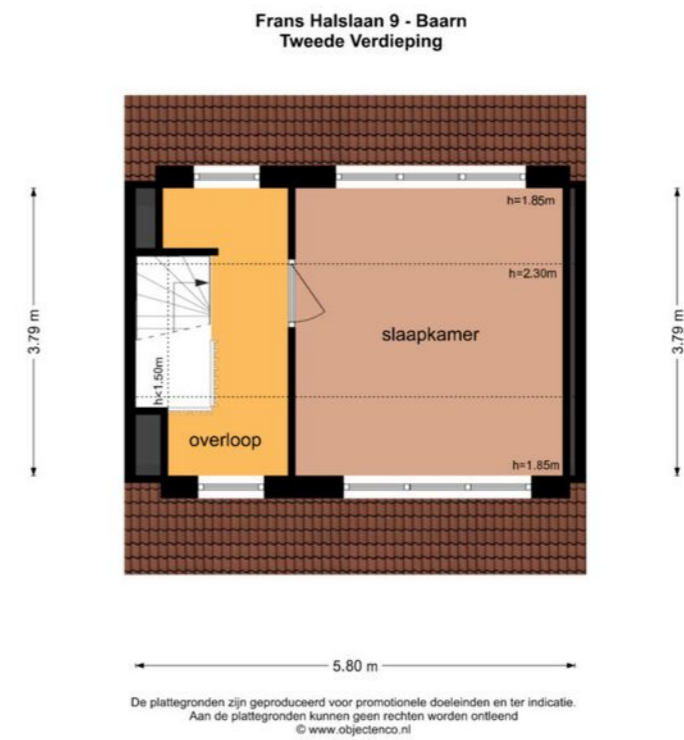 Frans Halslaan 9 - Baarn
Tweede Verdieping
h=1.85m
h=2.30m
3.79 m
slaapkamer
3.79 m
h<1.50m
overloop
h=1.85m
5.80 m
De plattegronden zijn geproduceerd voor promotionele doeleinden en ter indicatie.
Aan de plattegronden kunnen geen rechten worden ontleend
© www.objectenco.nl